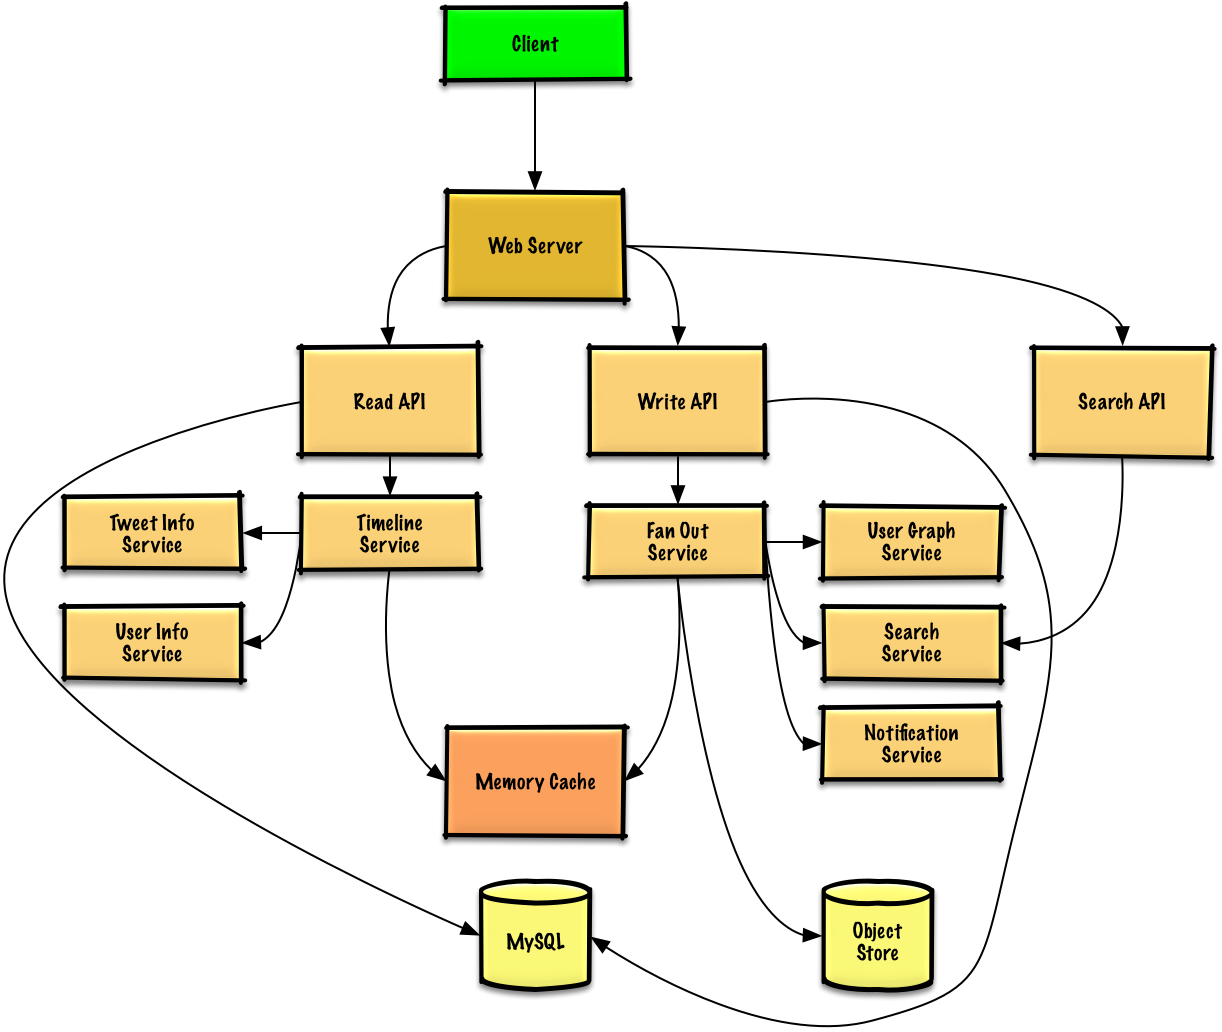 Client
Web Server
Read API
Write API
Search API
Tweet Info
Service
Timeline
Service
Fan Out
Service
User Graph
Service
User Info
Service
Search
Service
Notification
Service
Memory Cache
MySQL
Object
Store